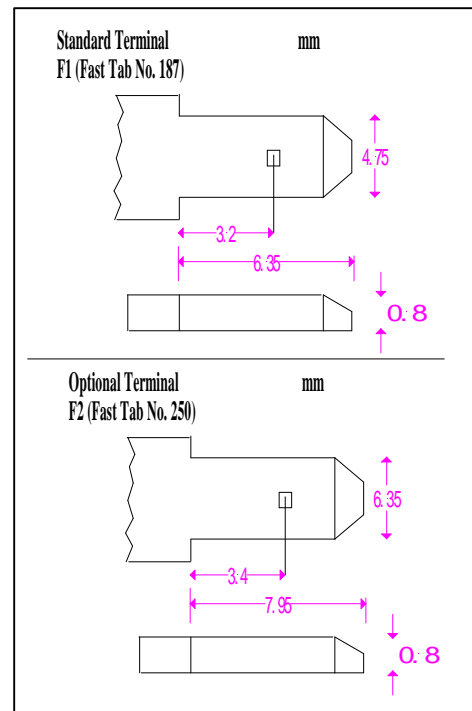 Standard Terminal mm
F1 (Fast Tab No. 187)
4.75
3.2
6.35
0.8
Optional Terminal mm
F2 (Fast Tab No. 250)
6.35
3.4
7.95
0.8